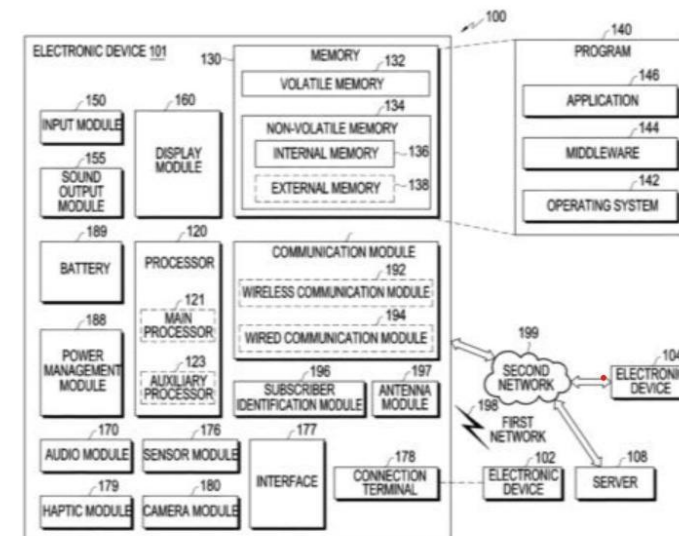 100
ELECTRONIC DEVICE 101
130
MEMORY
132
VOLATILE MEMORY
134
NON-VOLATILE MEMORY
INTERNAL MEMORY
136
EXTERNAL MEMORY
138
140
PROGRAM
146
APPLICATION
144
MIDDLEWARE
142
OPERATING SYSTEM
150
INPUT MODULE
155
SOUND
OUTPUT
MODULE
160
DISPLAY
MODULE
189
BATTERY
120
PROCESSOR
121
MAIN
PROCESSOR
123
AUXILIARY
PROCESSOR
COMMUNICATION MODULE
192
WIRELESS COMMUNICATION MODULE
194
WIRED COMMUNICATION MODULE
188
POWER
MANAGEMENT
MODULE
196
SUBSCRIBER
IDENTIFICATION MODULE
197
ANTENNA
MODULE
199
SECOND
NETWORK
104
ELECTRONIC
DEVICE
198
FIRST
NETWORK
170
AUDIO MODULE
176
SENSOR MODULE
177
INTERFACE
178
CONNECTION
TERMINAL
102
ELECTRONIC
DEVICE
108
SERVER
179
HAPTIC MODULE
180
CAMERA MODULE